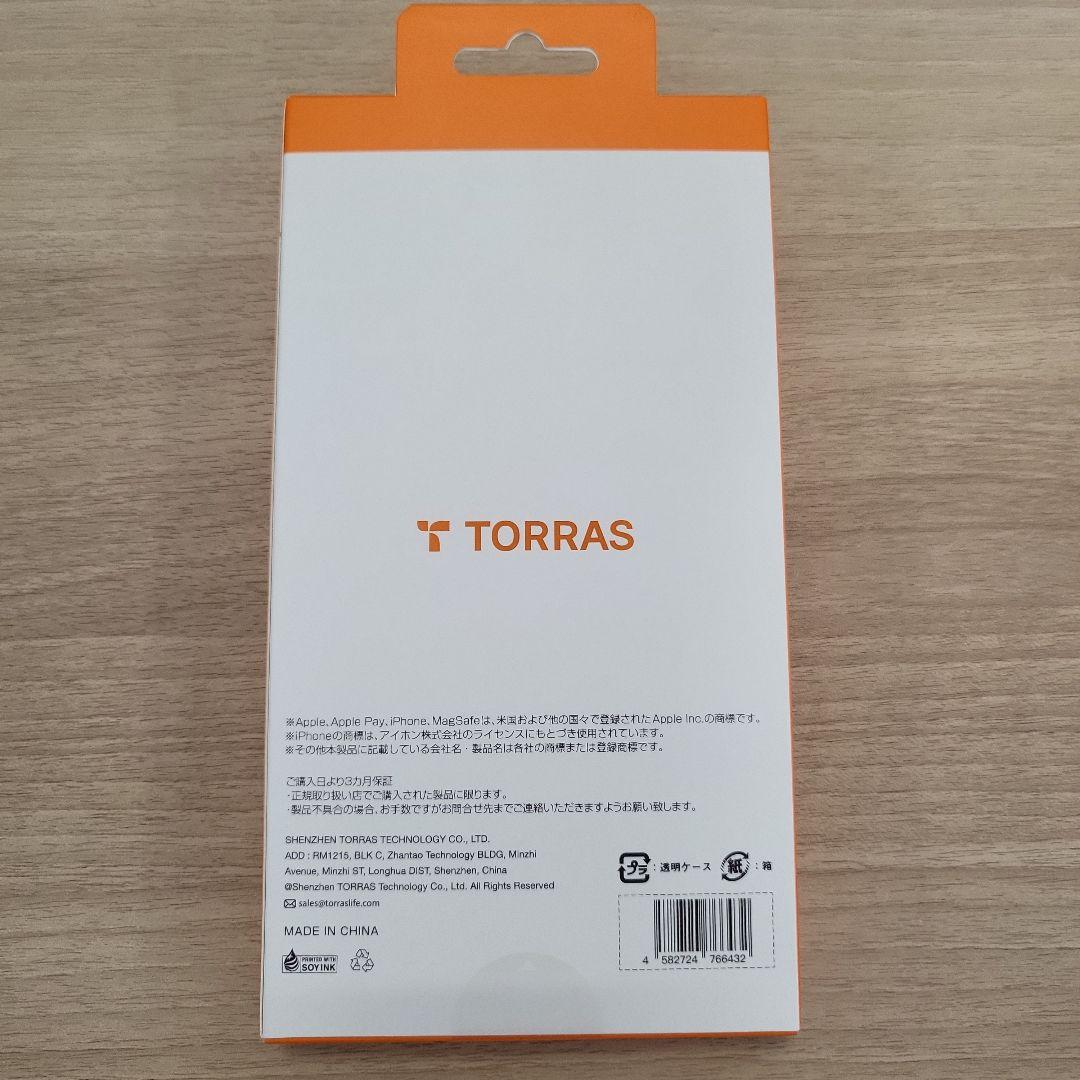 TORRAS
※Apple、Apple Pay、iPhone、MagSafeは、米国および他の国々で登録されたApple Inc.の商標です。
※iPhoneの商標は、アイホン株式会社のライセンスにもとづき使用されています。
※その他本製品に記載している会社名・製品名は各社の商標または登録商標です。
ご購入日より3カ月保証
・正規取り扱い店でご購入された製品に限ります。
・製品不具合の場合、お手数ですがお問合せ先までご連絡いただきますようお願い致します。
SHENZHEN TORRAS TECHNOLOGY CO., LTD.
ADD : RM1215, BLK C, Zhantao Technology BLDG, Minzhi
Avenue, Minzhi ST, Longhua DIST, Shenzhen, China
@Shenzhen TORRAS Technology Co., Ltd. All Rights Reserved
sales@torraslife.com
MADE IN CHINA
PRINTED WITH
SOY INK
プラ : 透明ケース 紙 : 箱
4 582724 766432